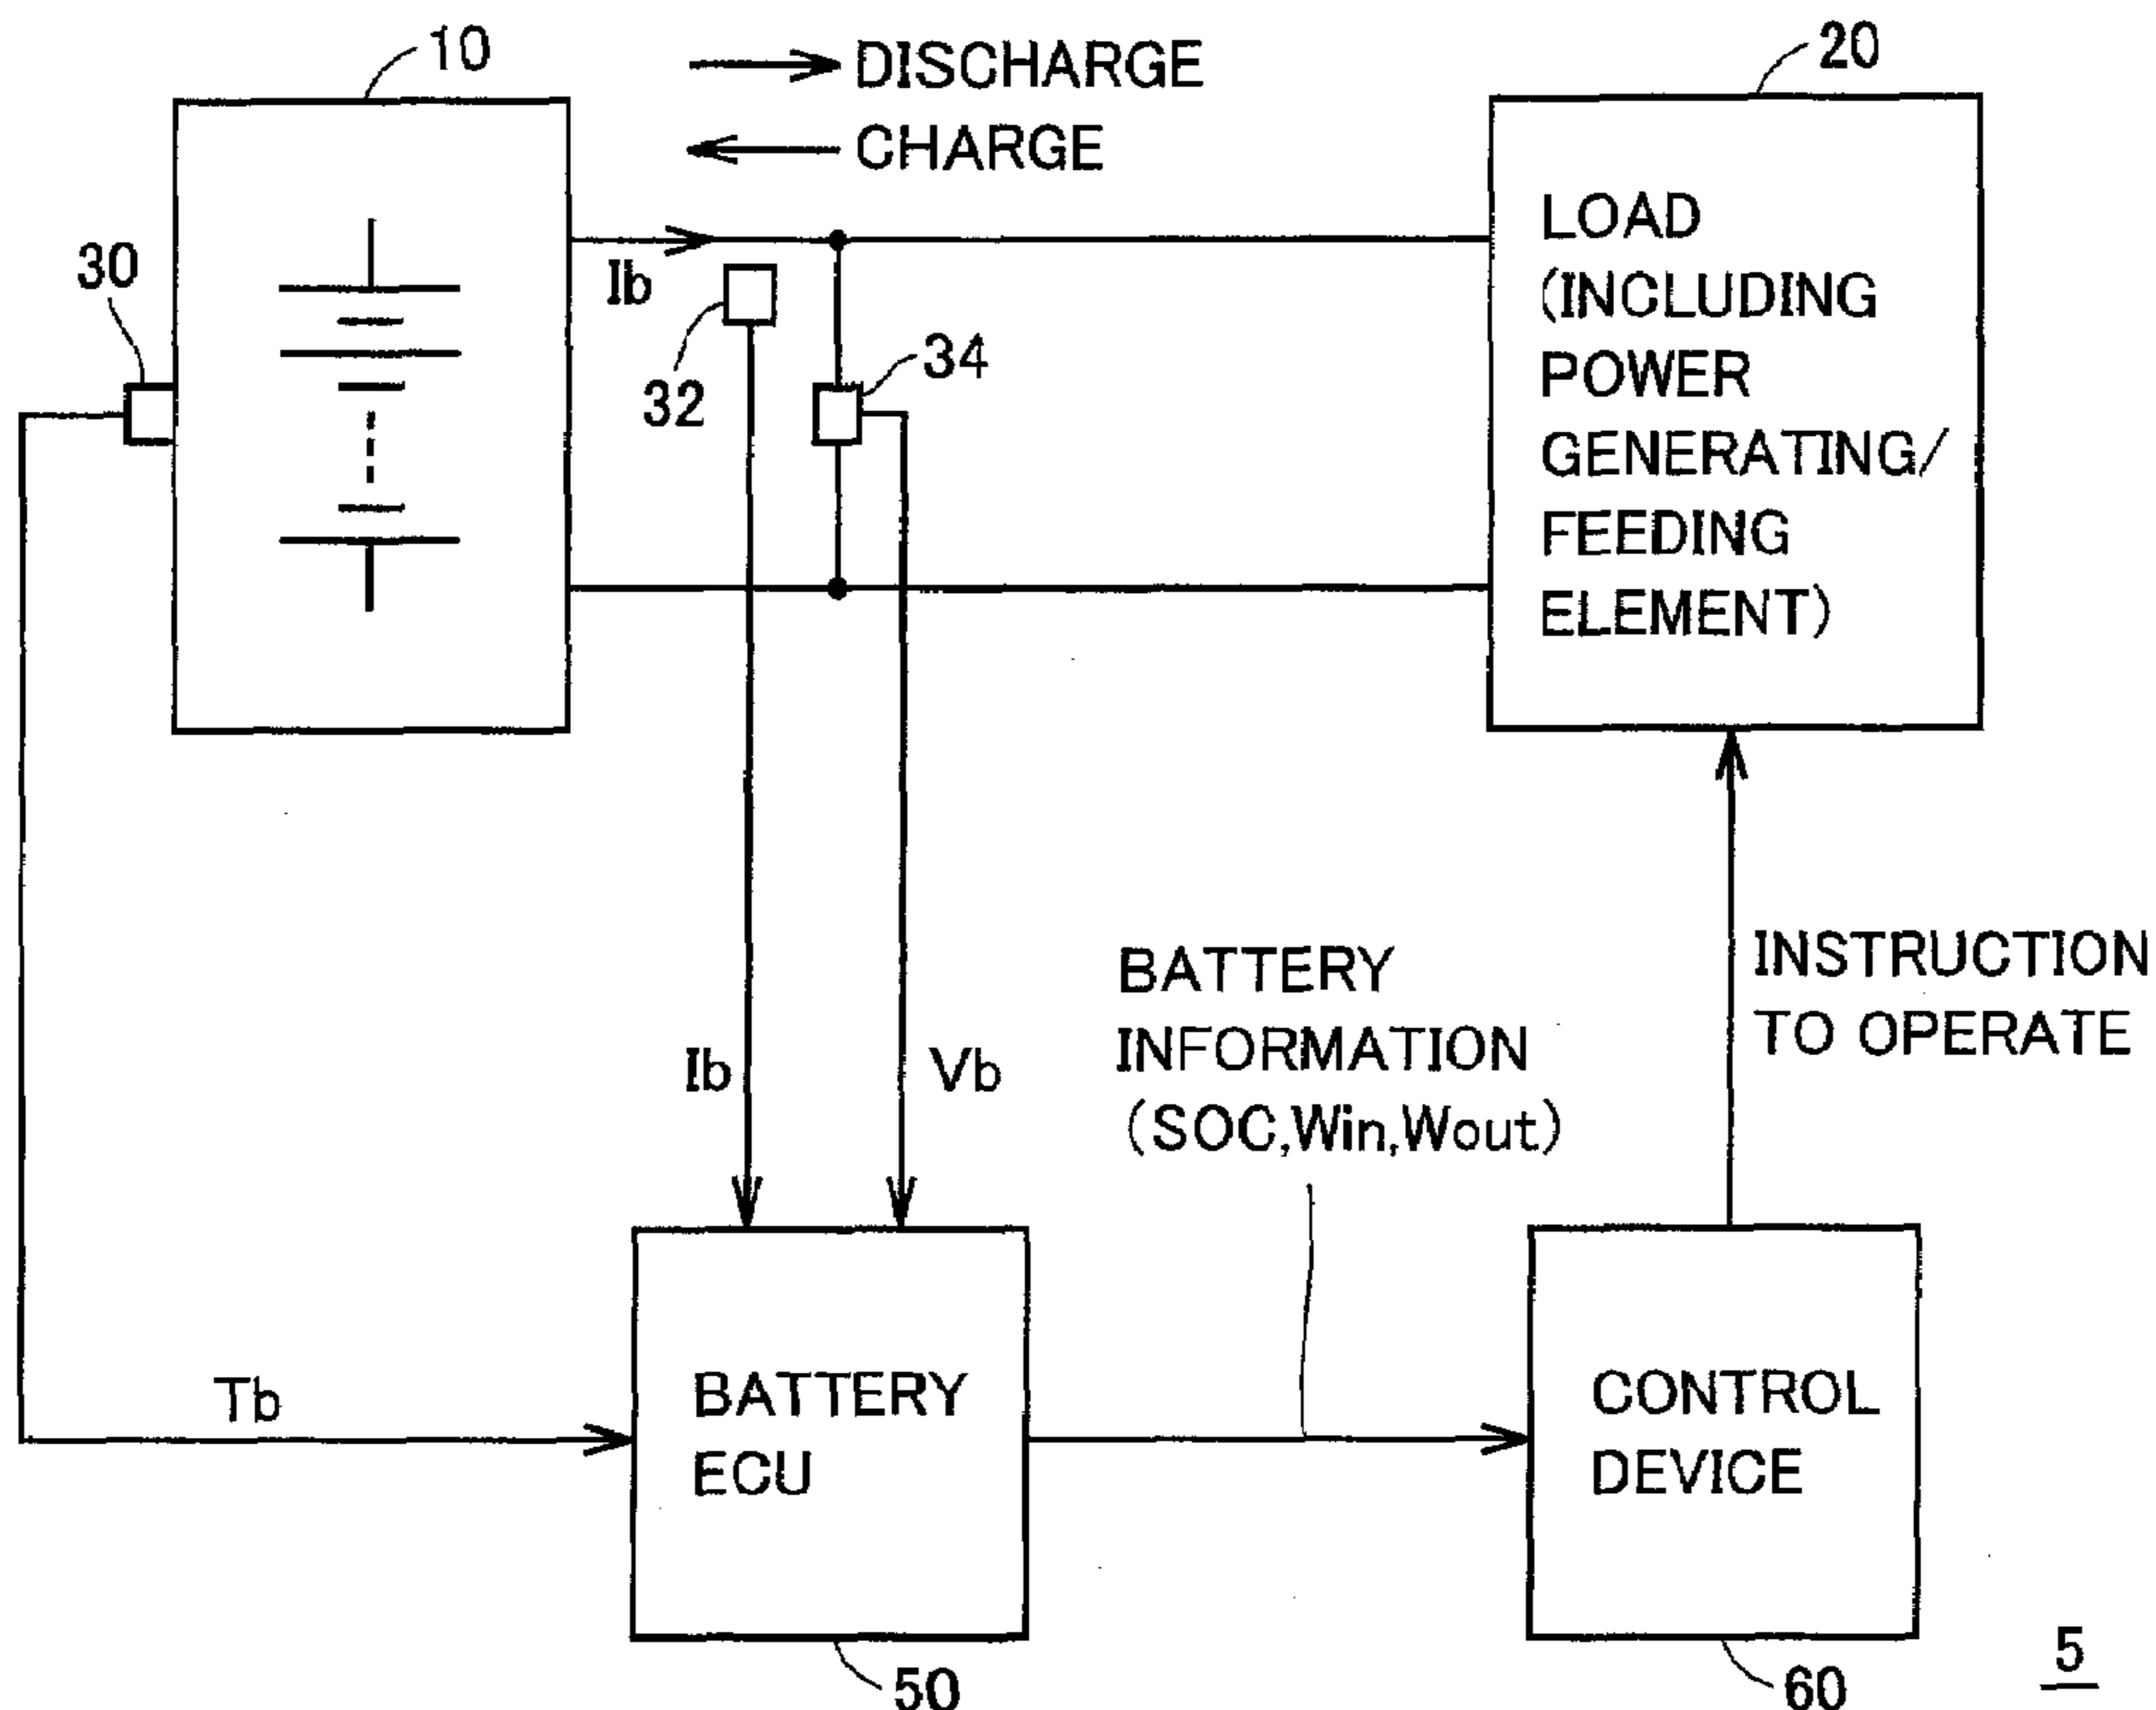 10
DISCHARGE
CHARGE
20
30
Ib
32
34
LOAD
(INCLUDING
POWER
GENERATING/
FEEDING
ELEMENT)
Ib
Vb
BATTERY
INFORMATION
(SOC,Win,Wout)
INSTRUCTION
TO OPERATE
Tb
BATTERY
ECU
CONTROL
DEVICE
50
60
5